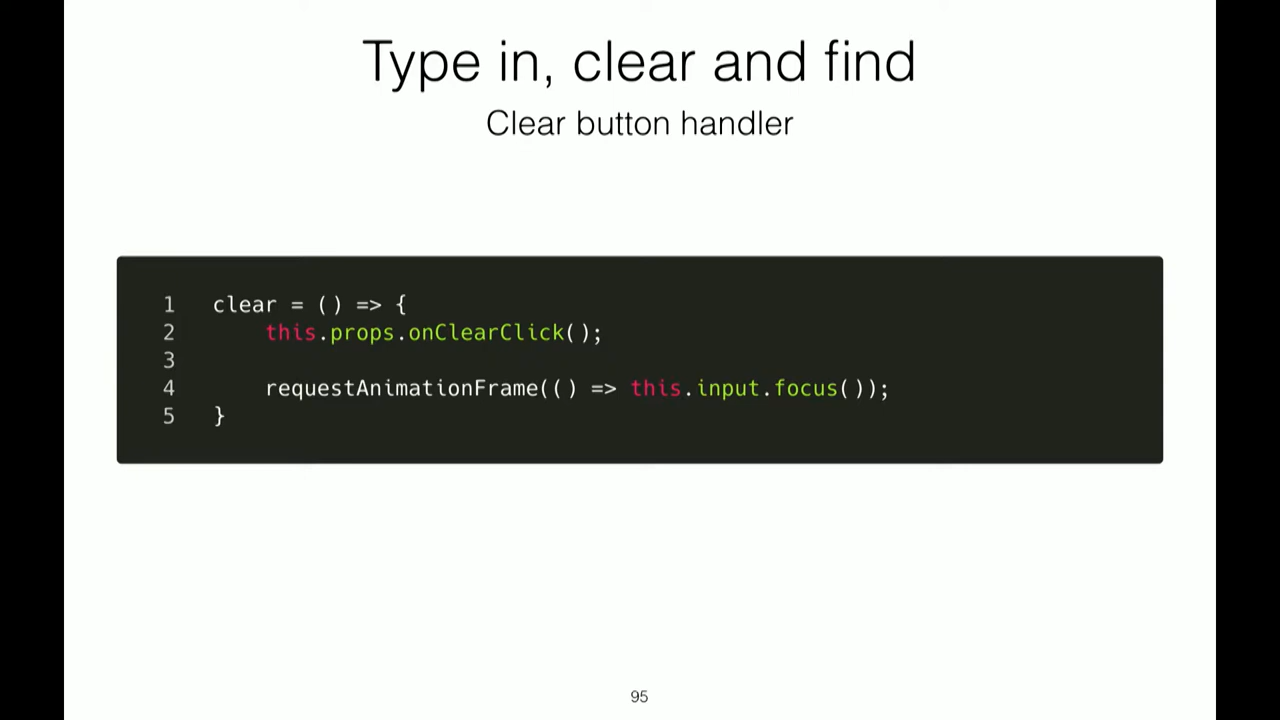 Type in, clear and find
Clear button handler
1 clear = () => {
2 this.props.onClearClick();
3
4 requestAnimationFrame(() => this.input.focus());
5 }
95